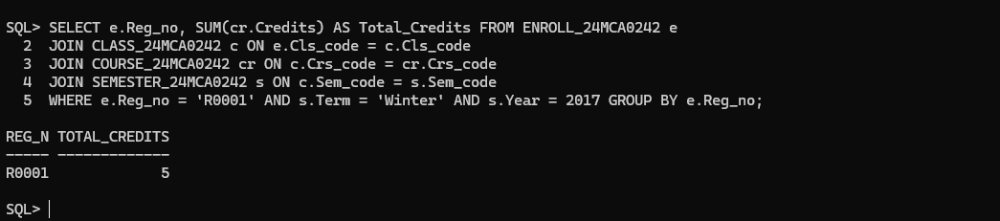 SQL> SELECT e.Reg_no, SUM(cr.Credits) AS Total_Credits FROM ENROLL_24MCA0242 e
  2  JOIN CLASS_24MCA0242 c ON e.Cls_code = c.Cls_code
  3  JOIN COURSE_24MCA0242 cr ON c.Crs_code = cr.Crs_code
  4  JOIN SEMESTER_24MCA0242 s ON c.Sem_code = s.Sem_code
  5  WHERE e.Reg_no = 'R0001' AND s.Term = 'Winter' AND s.Year = 2017 GROUP BY e.Reg_no;
REG_N TOTAL_CREDITS
----- -------------
R0001             5
SQL>